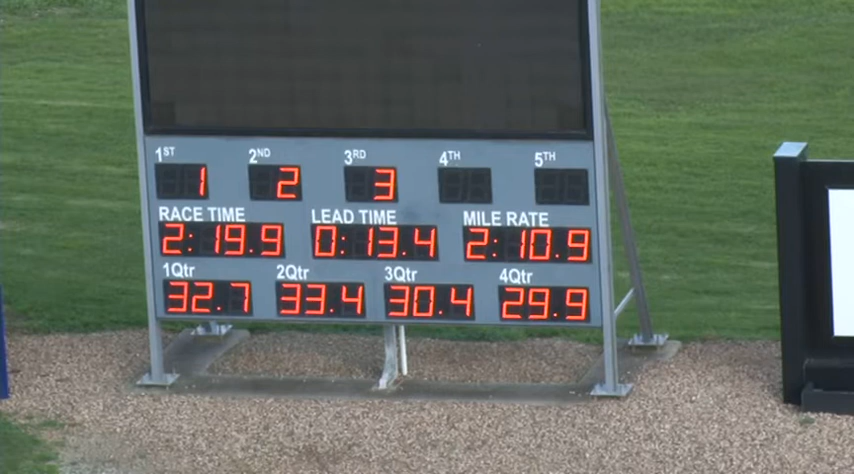 1ST 2ND 3RD 4TH 5TH
1 2 3
RACE TIME LEAD TIME MILE RATE
2:19.9 0:13.4 2:10.9
1Qtr 2Qtr 3Qtr 4Qtr
32.7 33.4 30.4 29.9